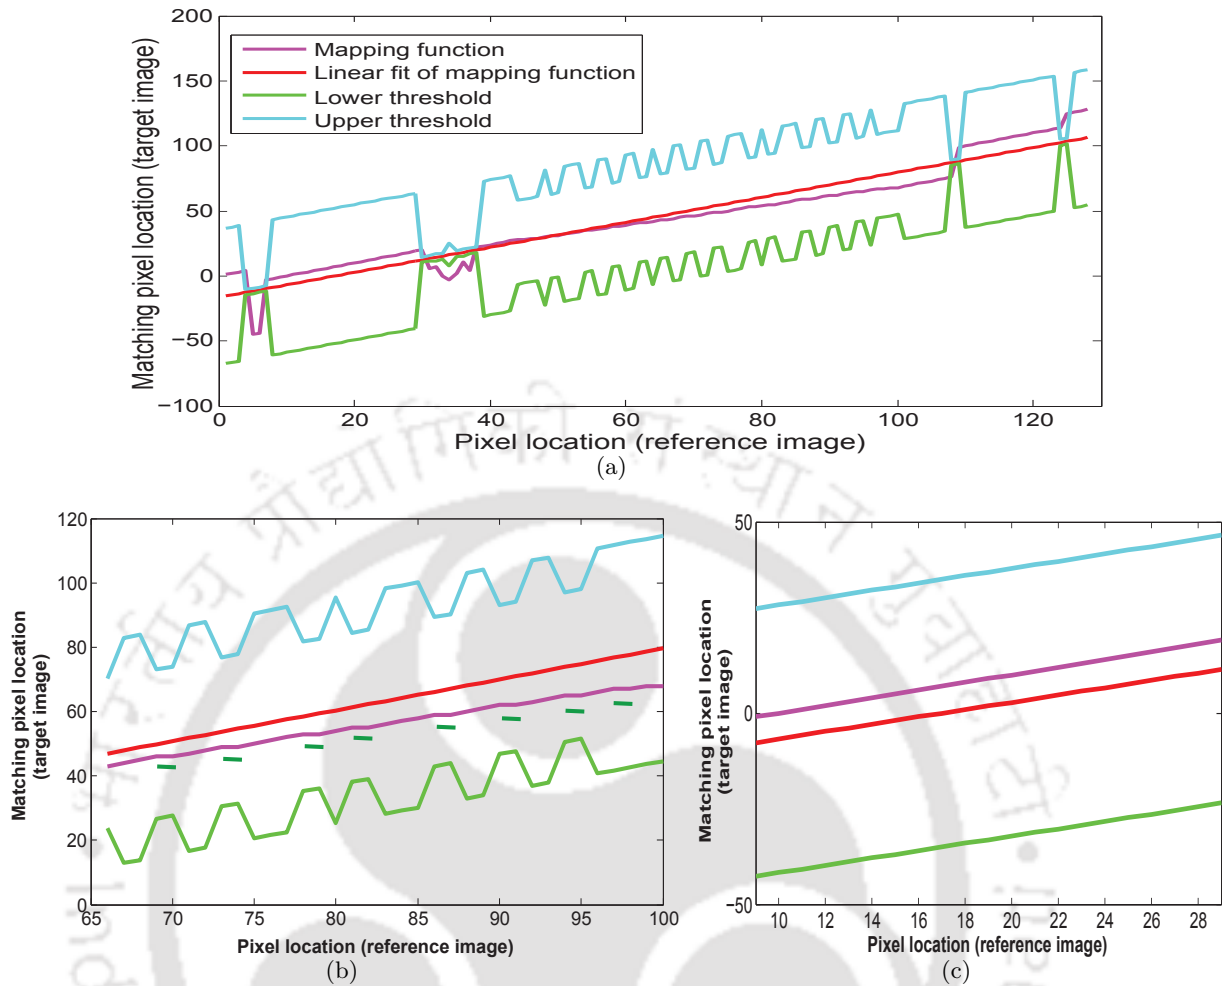 200
150
100
50
0
−50
−100
Matching pixel location (target image)
Mapping function
Linear fit of mapping function
Lower threshold
Upper threshold
0 20 40 60 80 100 120
Pixel location (reference image)
(a)
120
100
80
60
40
20
0
Matching pixel location
(target image)
65 70 75 80 85 90 95 100
Pixel location (reference image)
(b)
50
0
−50
Matching pixel location
(target image)
10 12 14 16 18 20 22 24 26 28
Pixel location (reference image)
(c)